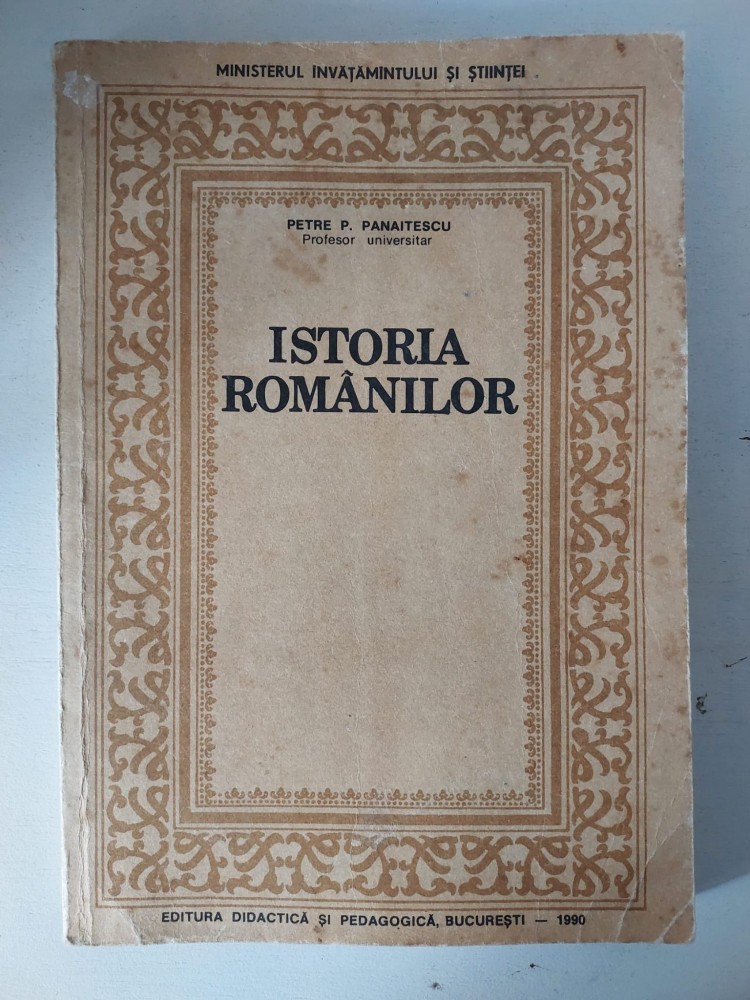 MINISTERUL INVĂȚĂMÎNTULUI ȘI ȘTIINȚEI
PETRE P. PANAITESCU
Profesor universitar
ISTORIA
ROMÂNILOR
EDITURA DIDACTICĂ ȘI PEDAGOGICĂ, BUCUREȘTI — 1990